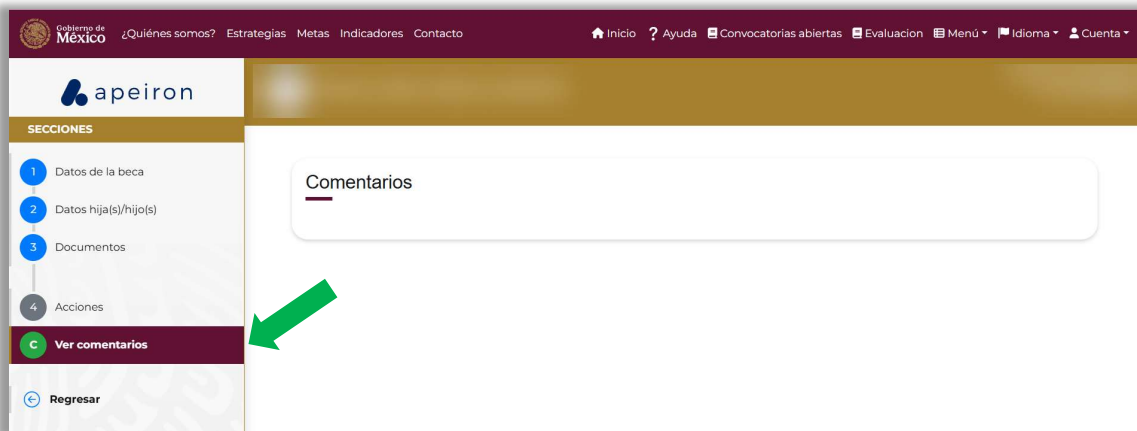 Gobierno de
México
¿Quiénes somos? Estrategias Metas Indicadores Contacto
Inicio ? Ayuda Convocatorias abiertas Evaluacion Menú Idioma Cuenta
apeiron
SECCIONES
1 Datos de la beca
2 Datos hija(s)/hijo(s)
3 Documentos
4 Acciones
C Ver comentarios
Regresar
Comentarios